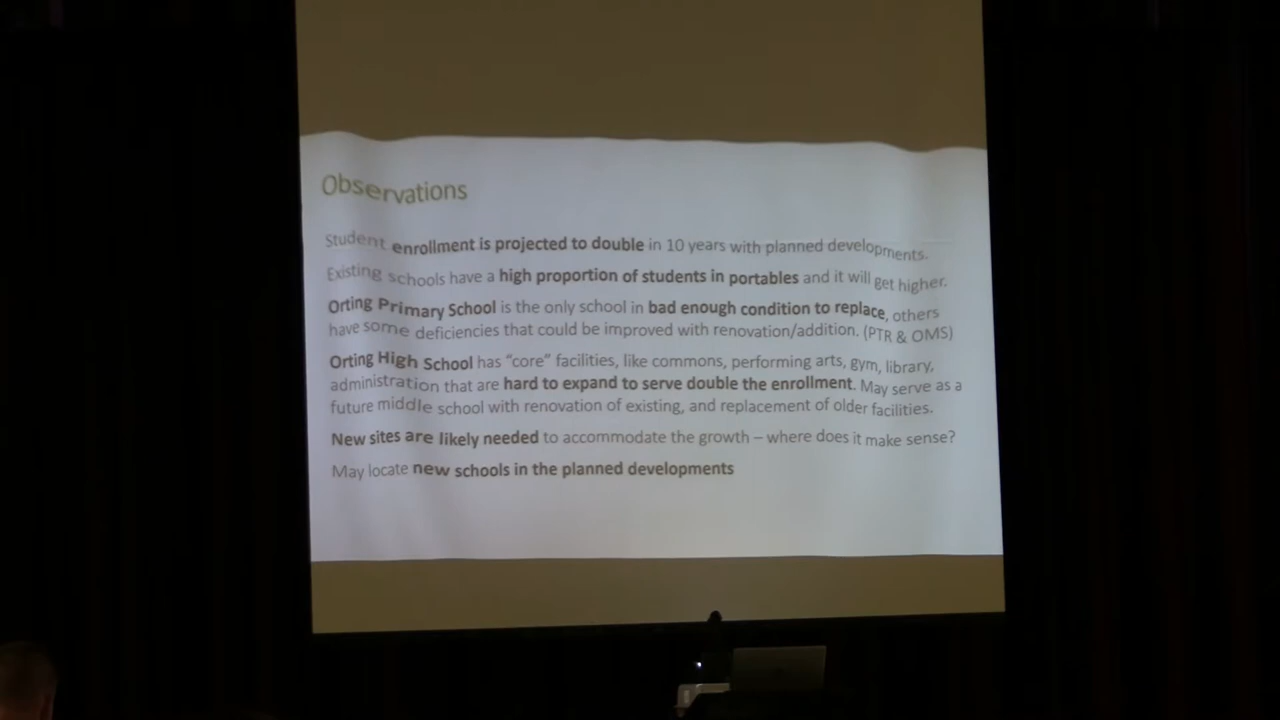 Observations
Student enrollment is projected to double in 10 years with planned developments.
Existing schools have a high proportion of students in portables and it will get higher.
Orting Primary School is the only school in bad enough condition to replace, others
have some deficiencies that could be improved with renovation/addition. (PTR & OMS)
Orting High School has “core” facilities, like commons, performing arts, gym, library,
administration that are hard to expand to serve double the enrollment. May serve as a
future middle school with renovation of existing, and replacement of older facilities.
New sites are likely needed to accommodate the growth – where does it make sense?
May locate new schools in the planned developments